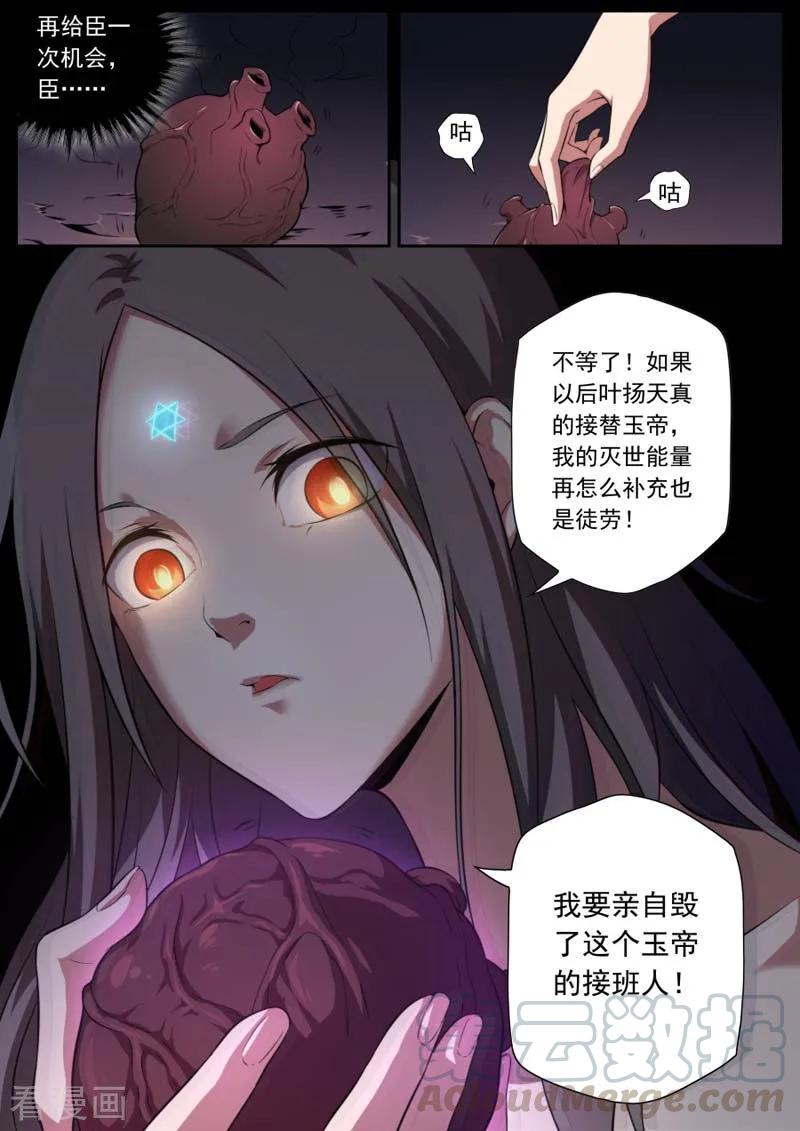 再给臣一
次机会，
臣……
咕
咕
不等了！如果
以后叶扬天真
的接替玉帝，
我的灭世能量
再怎么补充也
是徒劳！
我要亲自毁
了这个玉帝
的接班人！
集云数据
AcloudMerge.com
看漫画